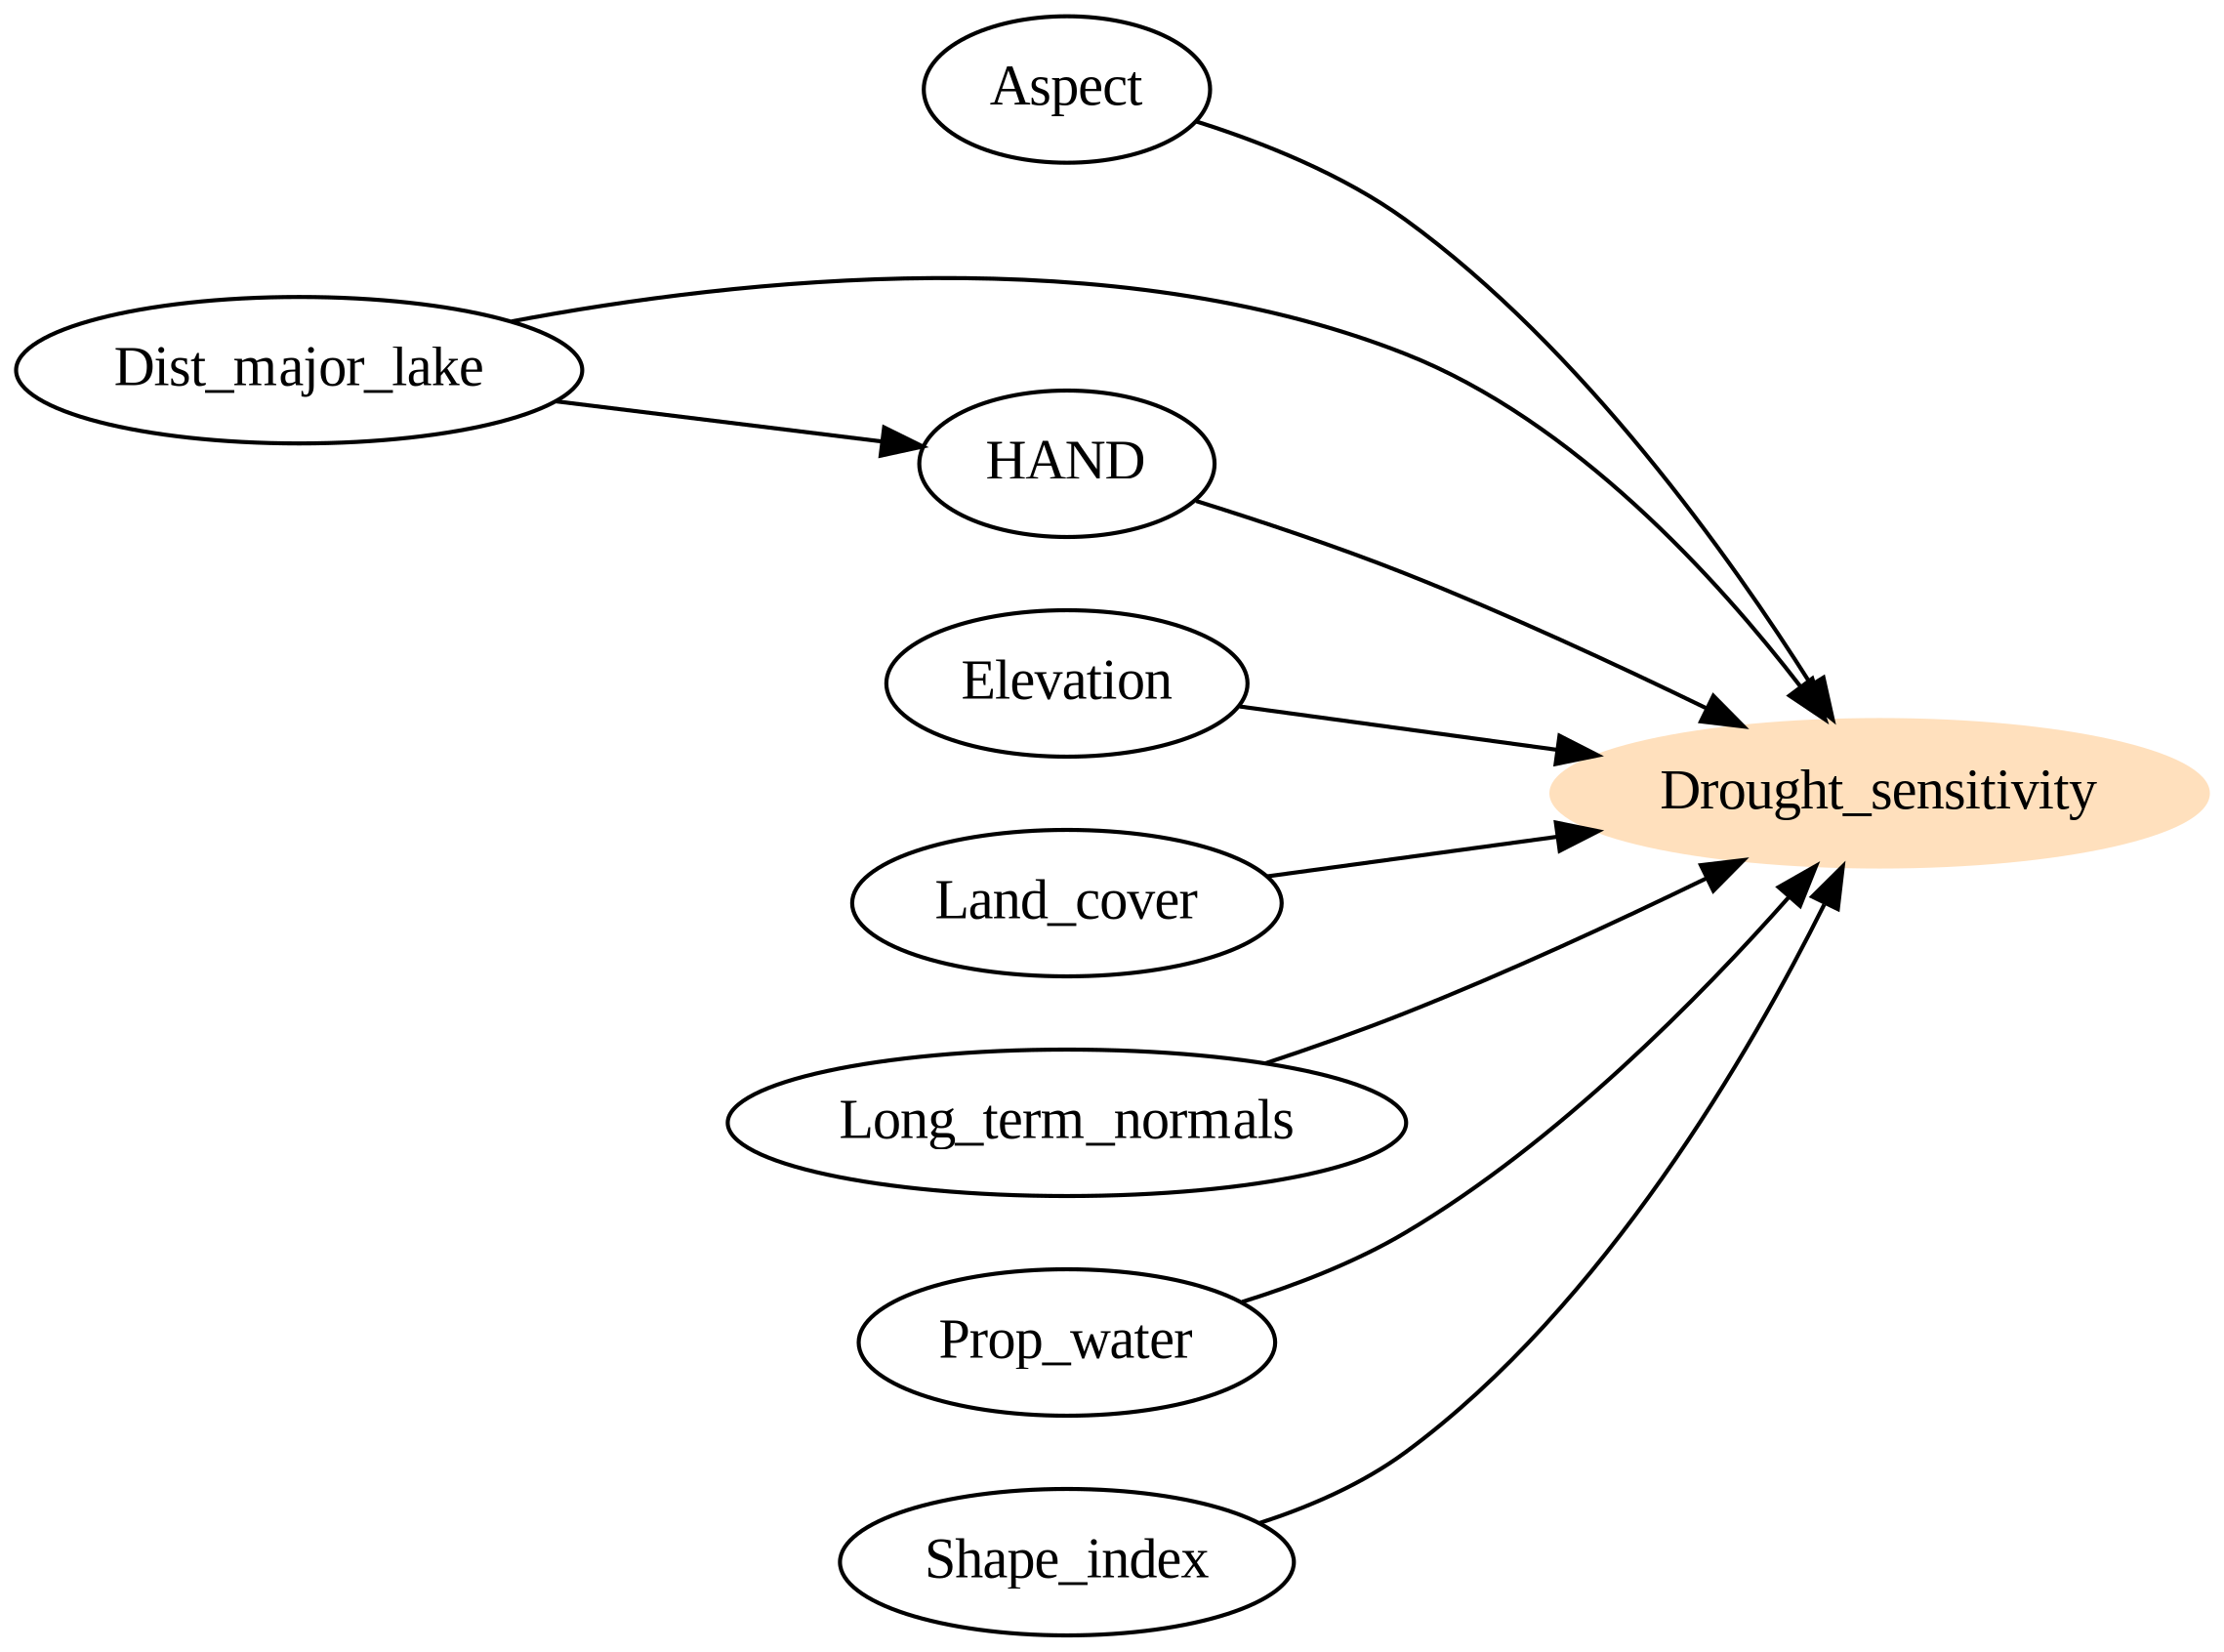 Aspect
Dist_major_lake
HAND
Elevation
Drought_sensitivity
Land_cover
Long_term_normals
Prop_water
Shape_index